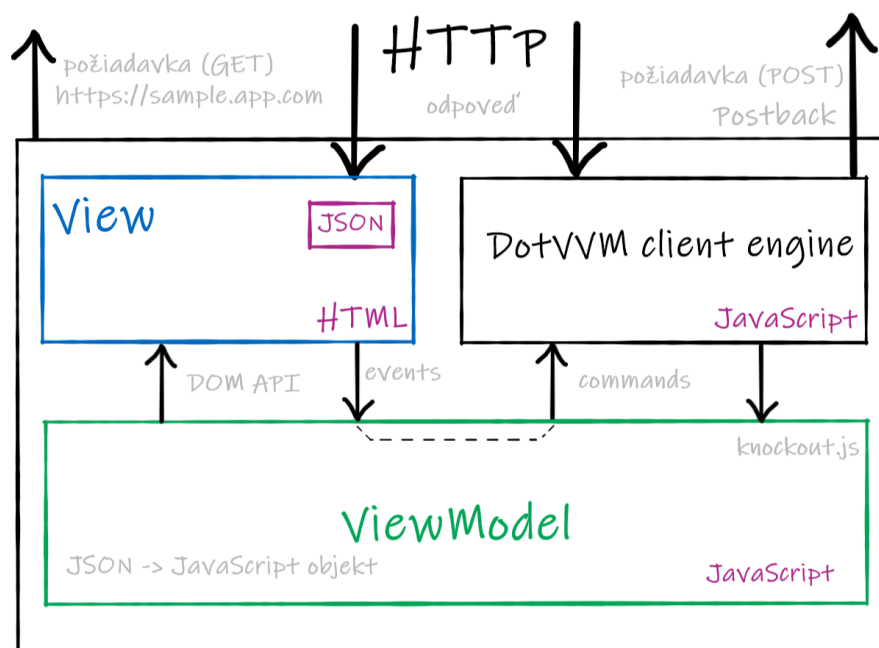 HTTP
požiadavka (GET)
https://sample.app.com
odpoveď
požiadavka (POST)
Postback
View
JSON
HTML
DotVVM client engine
JavaScript
DOM API
events
commands
knockout.js
ViewModel
JSON -> JavaScript objekt
JavaScript